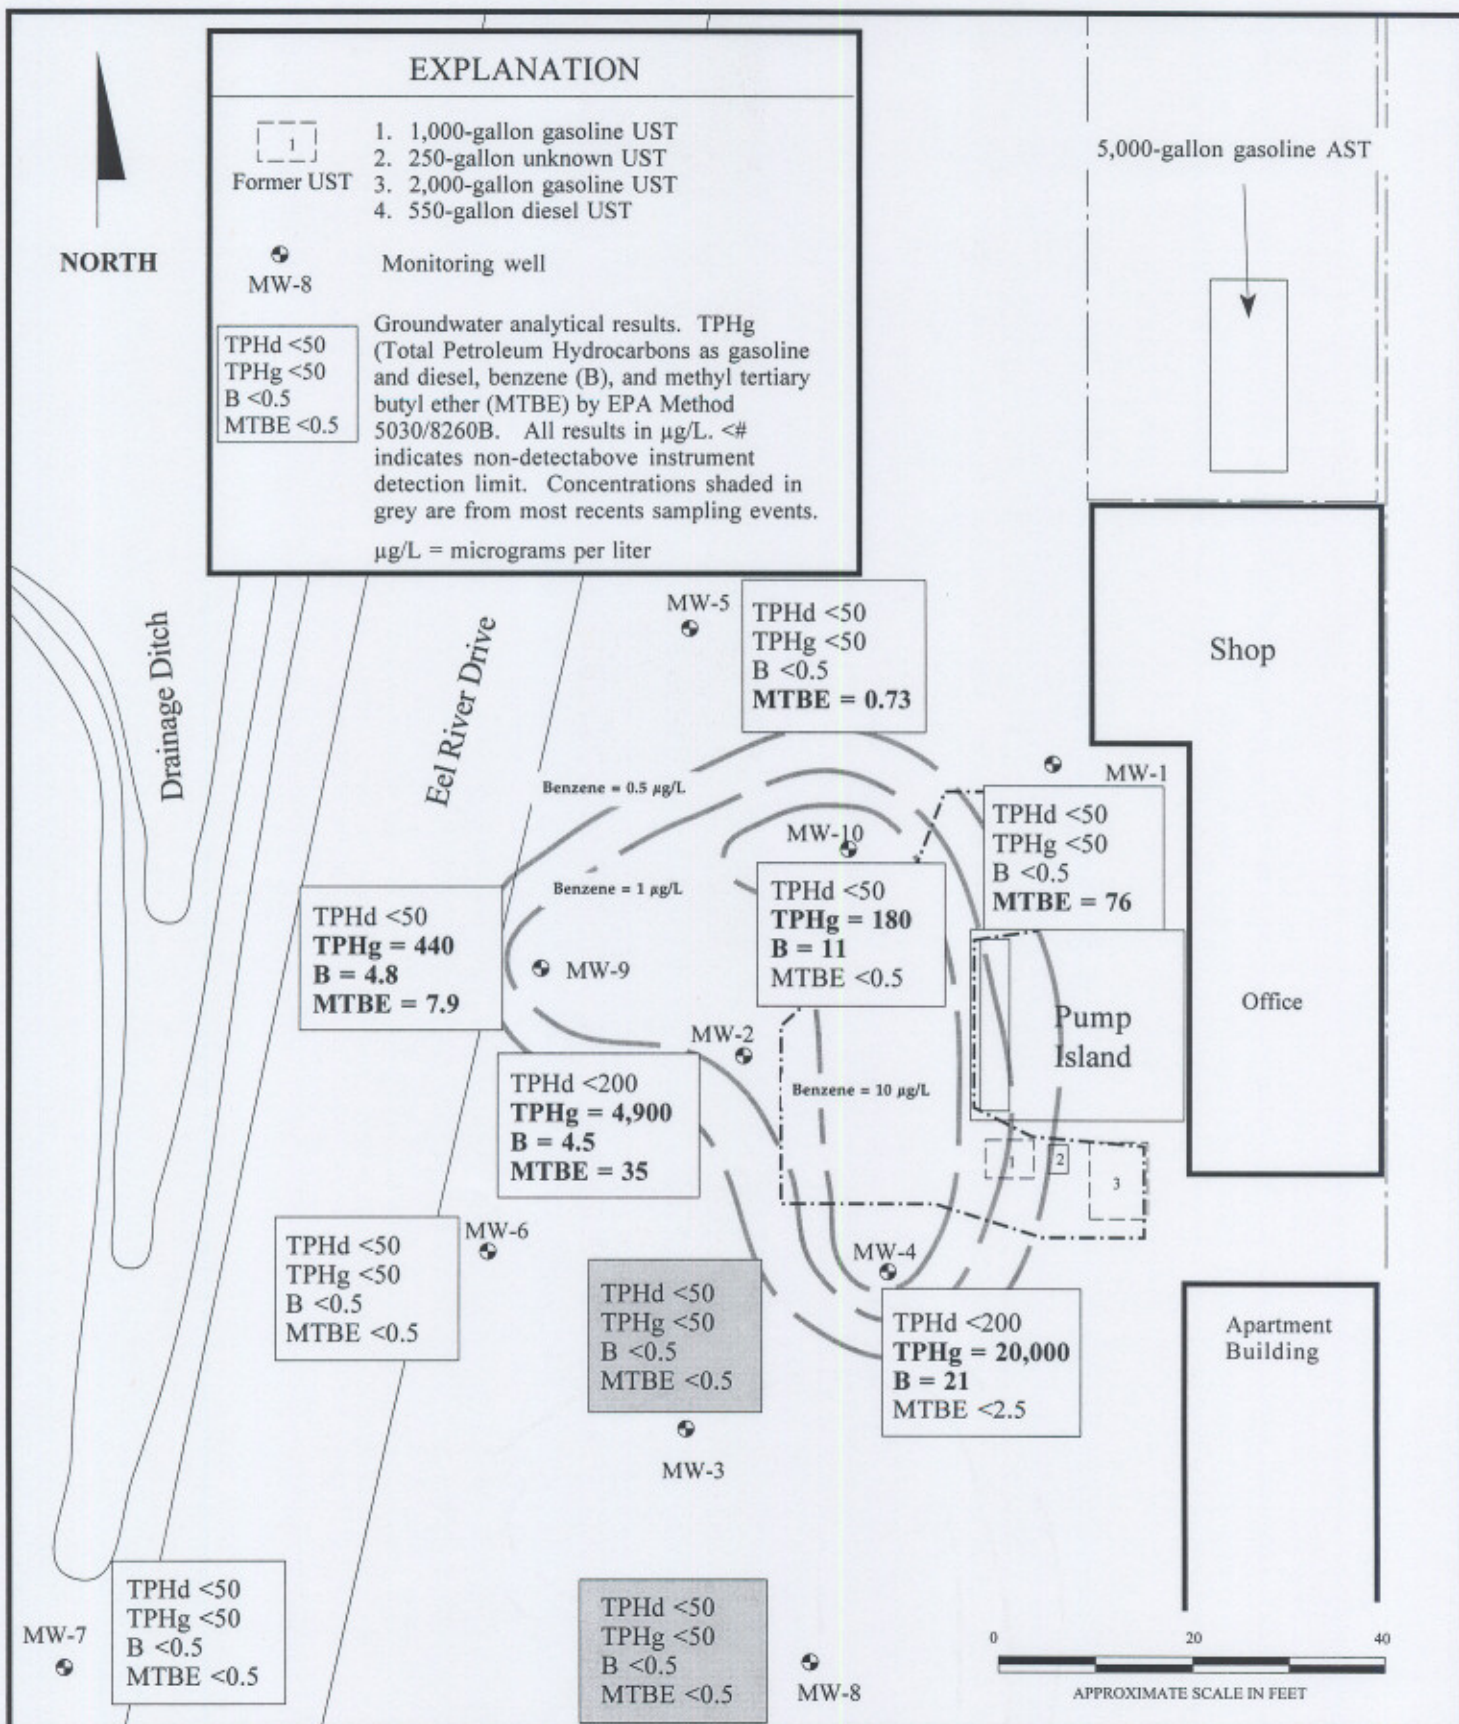 EXPLANATION
1
Former UST
1. 1,000-gallon gasoline UST
2. 250-gallon unknown UST
3. 2,000-gallon gasoline UST
4. 550-gallon diesel UST
MW-8
Monitoring well
TPHd <50
TPHg <50
B <0.5
MTBE <0.5
Groundwater analytical results. TPHg
(Total Petroleum Hydrocarbons as gasoline
and diesel, benzene (B), and methyl tertiary
butyl ether (MTBE) by EPA Method
5030/8260B. All results in µg/L. <#
indicates non-detectabove instrument
detection limit. Concentrations shaded in
grey are from most recents sampling events.
µg/L = micrograms per liter
NORTH
5,000-gallon gasoline AST
Drainage Ditch
Eel River Drive
MW-5
TPHd <50
TPHg <50
B <0.5
MTBE = 0.73
Shop
Benzene = 0.5 µg/L
MW-1
TPHd <50
TPHg <50
B <0.5
MTBE = 76
MW-10
TPHd <50
TPHg = 180
B = 11
MTBE <0.5
Benzene = 1 µg/L
TPHd <50
TPHg = 440
B = 4.8
MTBE = 7.9
MW-9
Office
Pump
Island
MW-2
TPHd <200
TPHg = 4,900
B = 4.5
MTBE = 35
Benzene = 10 µg/L
1
2
3
MW-6
TPHd <50
TPHg <50
B <0.5
MTBE <0.5
MW-4
TPHd <200
TPHg = 20,000
B = 21
MTBE <2.5
TPHd <50
TPHg <50
B <0.5
MTBE <0.5
MW-3
Apartment
Building
MW-7
TPHd <50
TPHg <50
B <0.5
MTBE <0.5
TPHd <50
TPHg <50
B <0.5
MTBE <0.5
MW-8
0 20 40
APPROXIMATE SCALE IN FEET